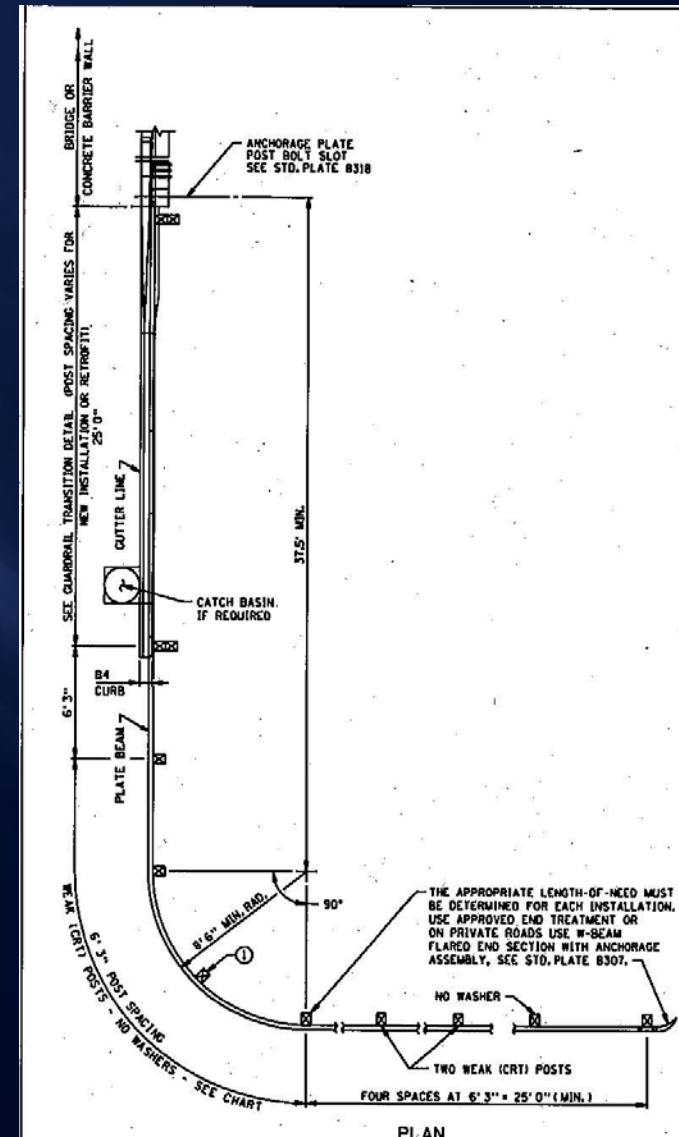 BRIDGE OR
CONCRETE BARRIER WALL
ANCHORAGE PLATE
POST BOLT SLOT
SEE STD. PLATE 8318
SEE GUARDRAIL TRANSITION DETAIL (POST SPACING VARIES FOR
NEW INSTALLATION OR RETROFIT)
25'0"
GUTTER LINE
37.5' MIN.
CATCH BASIN.
IF REQUIRED
B4
CURB
6'3"
PLATE BEAM
90°
8'6" MIN. RAD.
1
THE APPROPRIATE LENGTH-OF-NEED MUST
BE DETERMINED FOR EACH INSTALLATION.
USE APPROVED END TREATMENT OR
ON PRIVATE ROADS USE W-BEAM
FLARED END SECTION WITH ANCHORAGE
ASSEMBLY, SEE STD. PLATE 8307.
NO WASHER
6'3" POST SPACING
WEAK (CRT) POSTS - NO WASHERS - SEE CHART
TWO WEAK (CRT) POSTS
FOUR SPACES AT 6'3" = 25'0" (MIN.)
PLAN